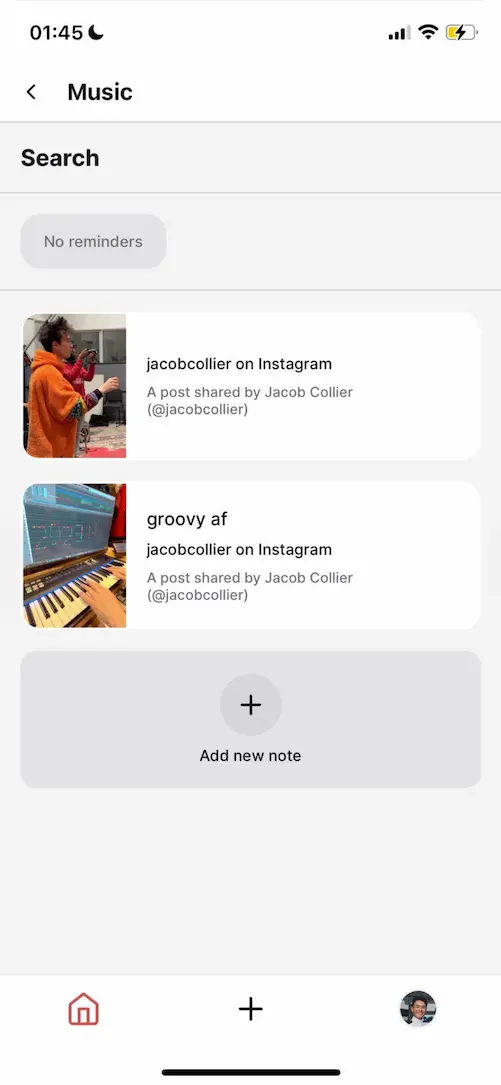 01:45
Music
Search
No reminders
jacobcollier on Instagram
A post shared by Jacob Collier
(@jacobcollier)
groovy af
jacobcollier on Instagram
A post shared by Jacob Collier
(@jacobcollier)
Add new note